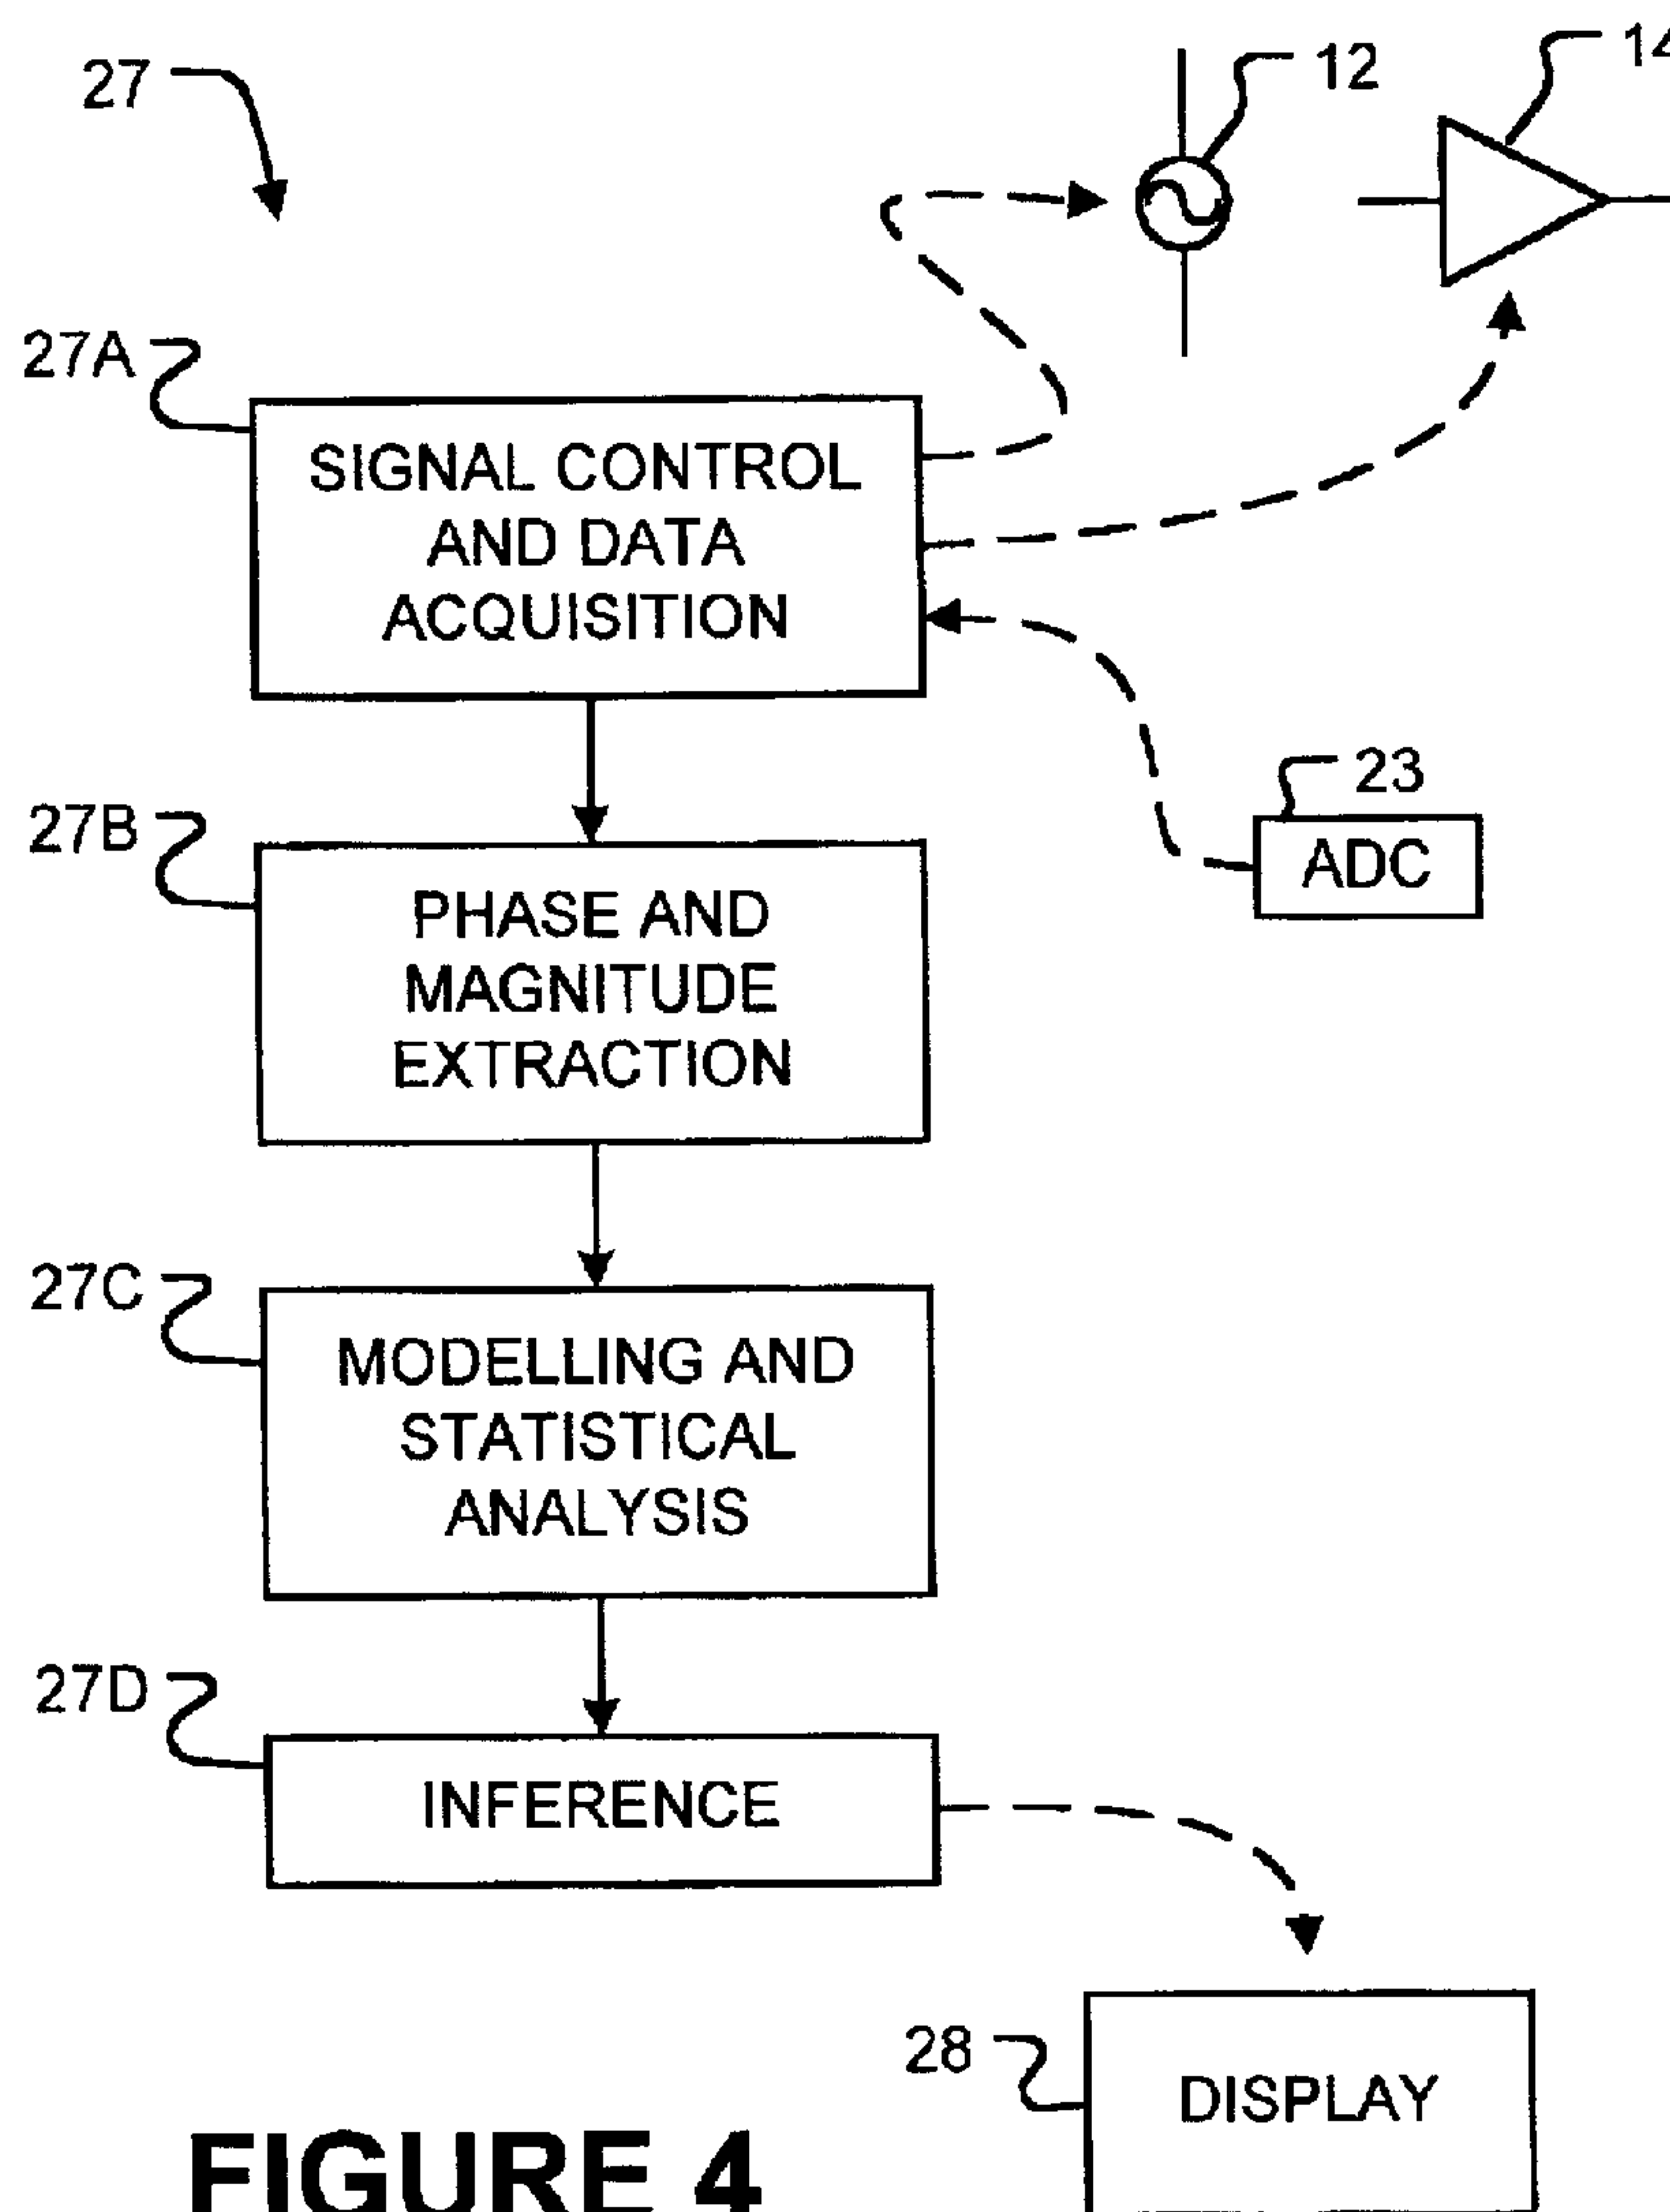 27
12
14
27A
SIGNAL CONTROL
AND DATA
ACQUISITION
23
ADC
27B
PHASE AND
MAGNITUDE
EXTRACTION
27C
MODELLING AND
STATISTICAL
ANALYSIS
27D
INFERENCE
28
DISPLAY
FIGURE 4